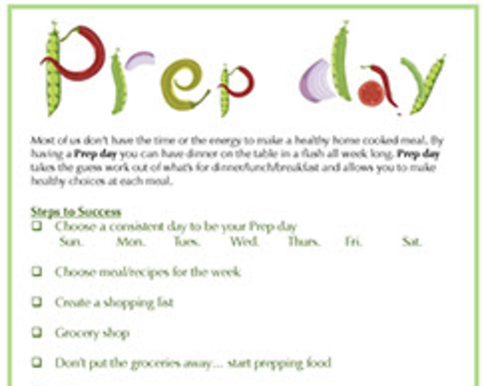 Prep day
Most of us don't have the time or the energy to make a healthy home cooked meal. By
having a Prep day you can have dinner on the table in a flash all week long. Prep day
takes the guess work out of what's for dinner/lunch/breakfast and allows you to make
healthy choices at each meal.
Steps to Success
Choose a consistent day to be your Prep day
Sun. Mon. Tues. Wed. Thurs. Fri. Sat.
Choose meal/recipes for the week
Create a shopping list
Grocery shop
Don't put the groceries away... start prepping food